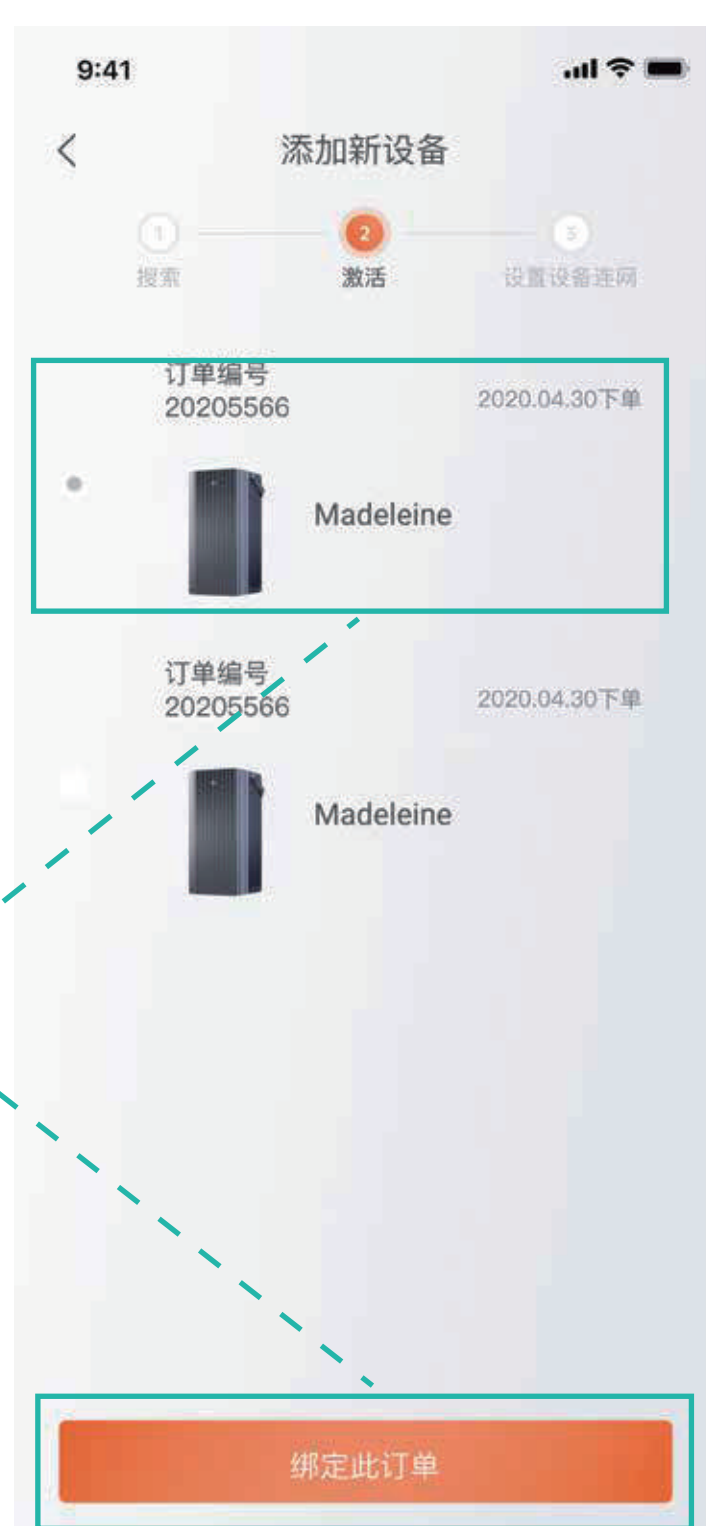 9:41
添加新设备
1
2
3
搜索
激活
设置设备连网
订单编号
20205566
2020.04.30下单
Madeleine
订单编号
20205566
2020.04.30下单
Madeleine
绑定此订单